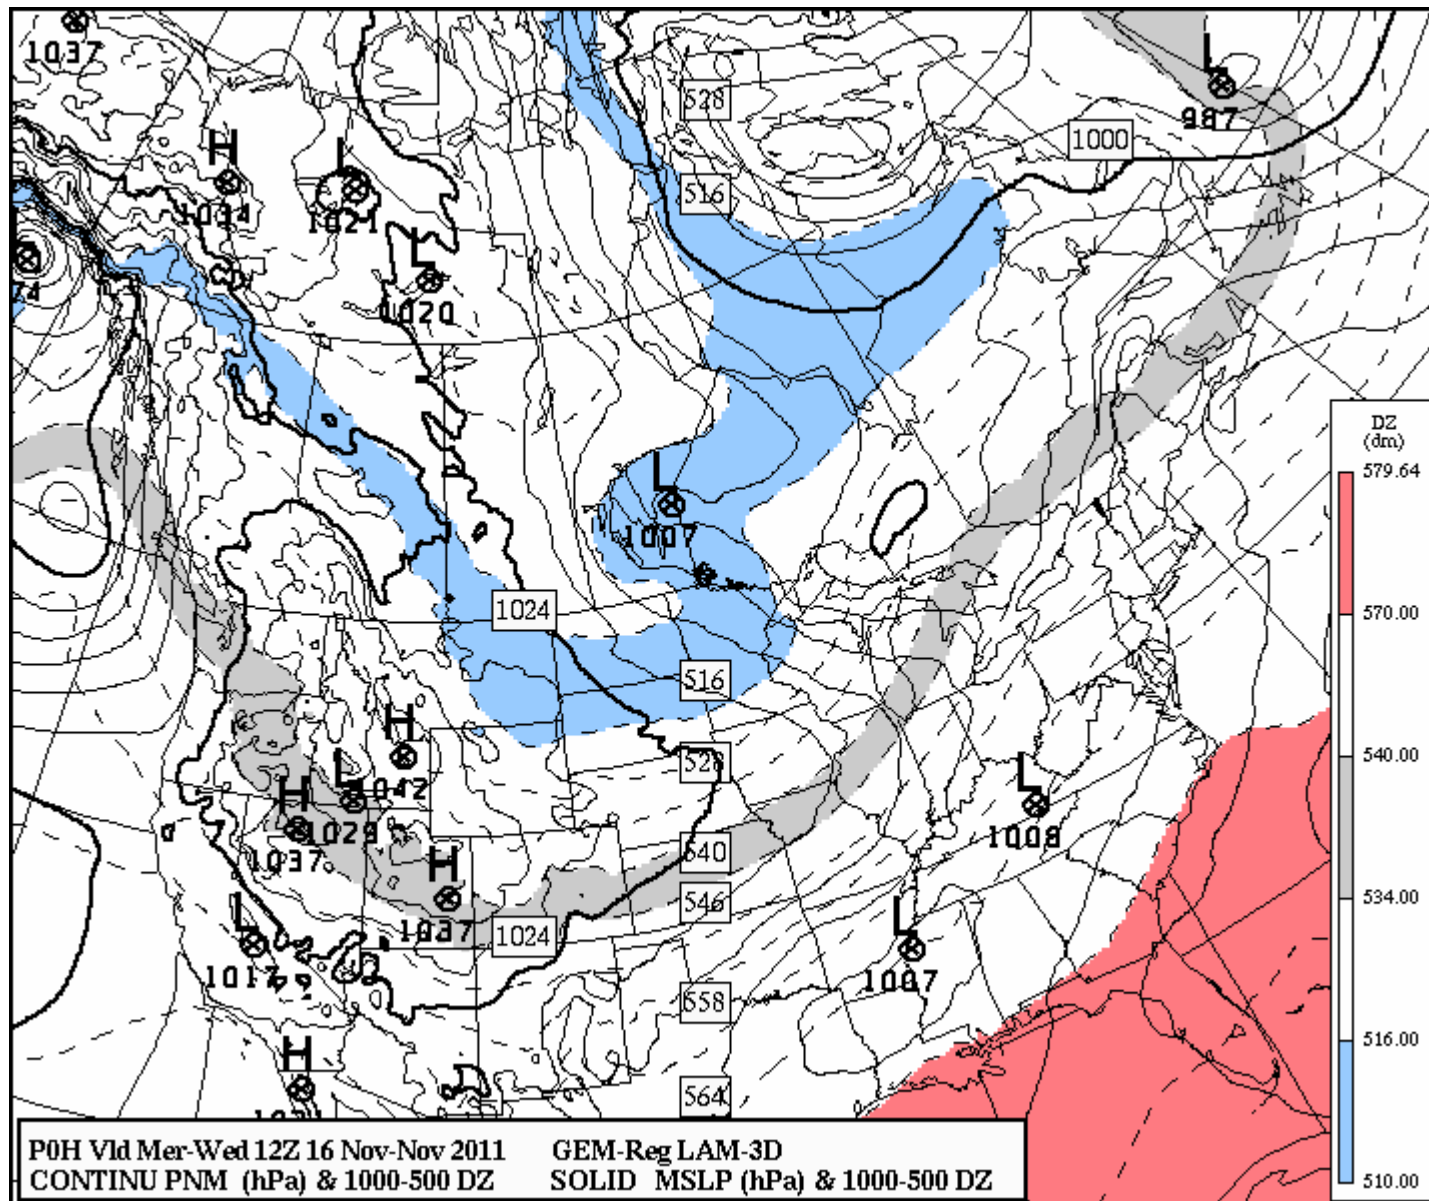 1037
L
987
528
1000
H
1034
L
1021
516
L
1020
74
DZ
(dm)
579.64
L
1007
1024
570.00
516
H
1042
L
1029
528
540.00
H
1037
L
1008
540
H
1037
546
534.00
L
1017
1024
L
1007
558
516.00
H
564
P0H Vld Mer-Wed 12Z 16 Nov-Nov 2011 GEM-Reg LAM-3D
CONTINU PNM (hPa) & 1000-500 DZ SOLID MSLP (hPa) & 1000-500 DZ
510.00